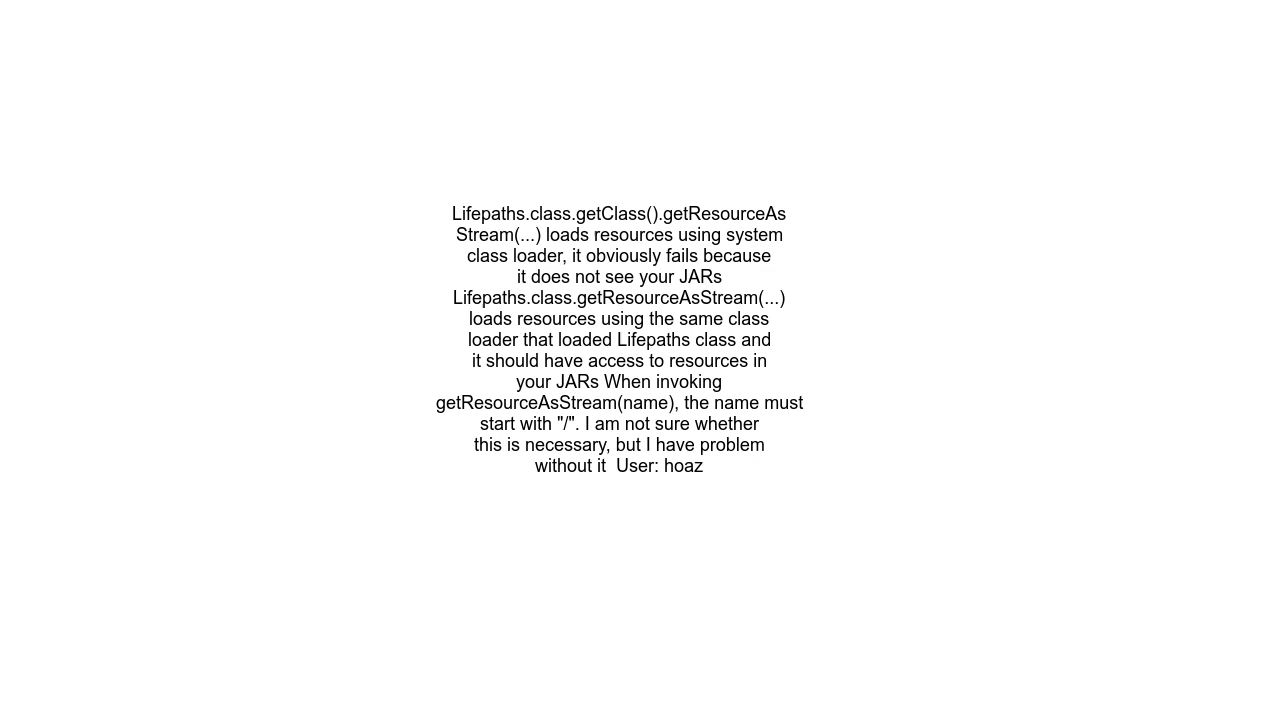 Lifepaths.class.getClass().getResourceAs
Stream(...) loads resources using system
class loader, it obviously fails because
it does not see your JARs
Lifepaths.class.getResourceAsStream(...)
loads resources using the same class
loader that loaded Lifepaths class and
it should have access to resources in
your JARs When invoking
getResourceAsStream(name), the name must
start with "/". I am not sure whether
this is necessary, but I have problem
without it  User: hoaz